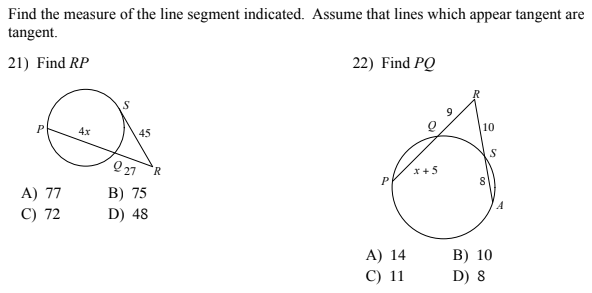 Find the measure of the line segment indicated. Assume that lines which appear tangent are
tangent.
21) Find RP
S
P
4x
45
Q
27
R
A) 77 B) 75
C) 72 D) 48
22) Find PQ
R
9
Q
10
S
x + 5
P
8
A
A) 14 B) 10
C) 11 D) 8